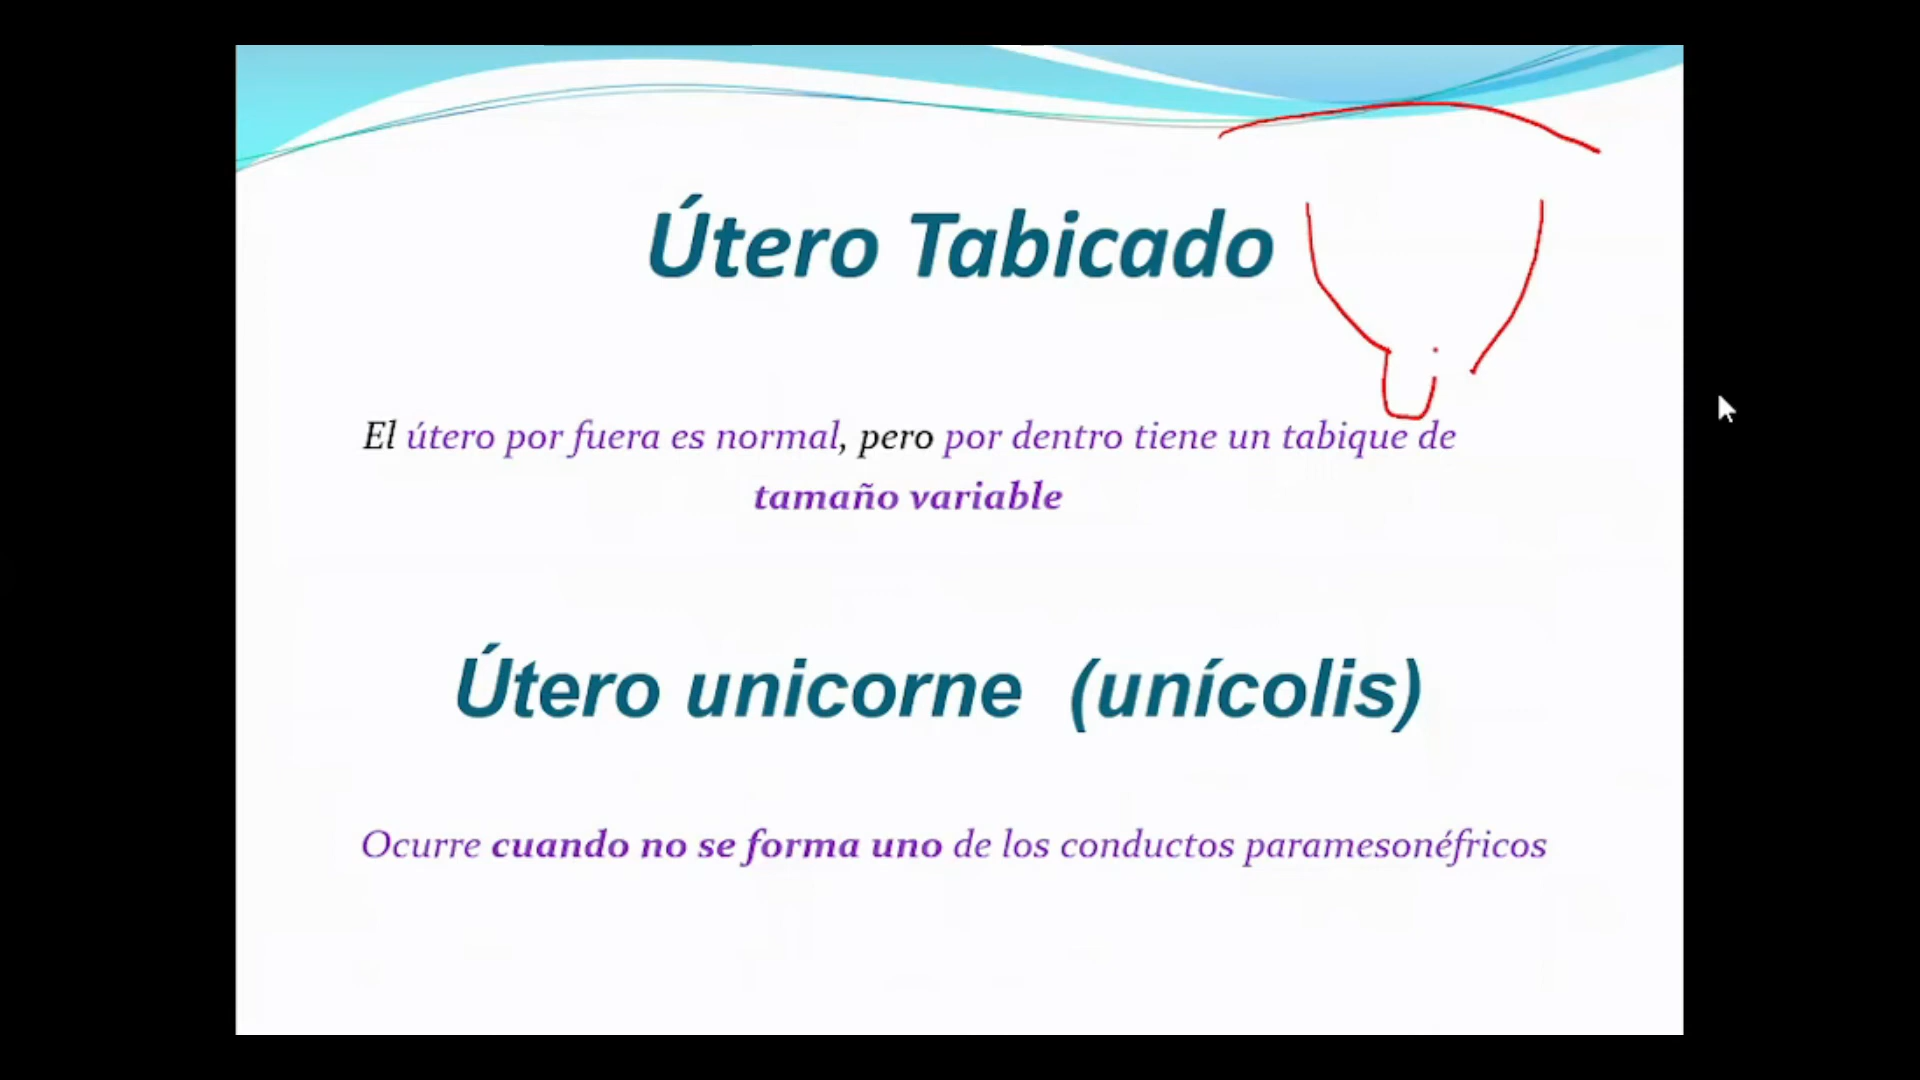 Útero Tabicado
El útero por fuera es normal, pero por dentro tiene un tabique de
tamaño variable
Útero unicorne (unícolis)
Ocurre cuando no se forma uno de los conductos paramesonéfricos